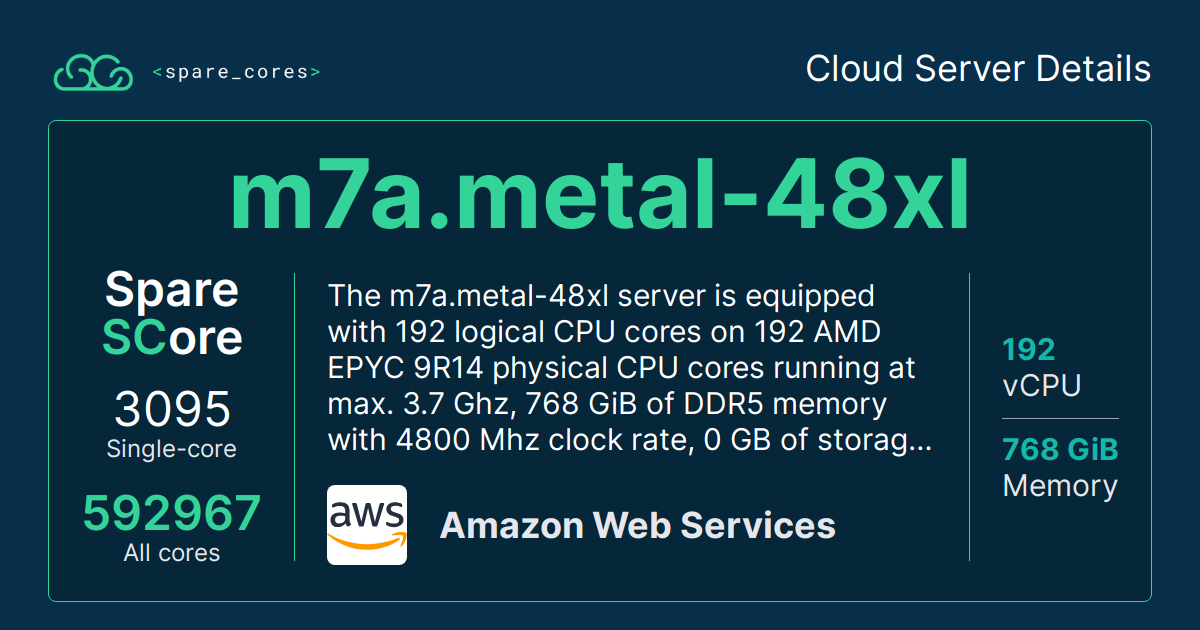 <spare_cores>
Cloud Server Details
m7a.metal-48xl
Spare
SCore
3095
Single-core
592967
All cores
The m7a.metal-48xl server is equipped
with 192 logical CPU cores on 192 AMD
EPYC 9R14 physical CPU cores running at
max. 3.7 Ghz, 768 GiB of DDR5 memory
with 4800 Mhz clock rate, 0 GB of storag...
aws
Amazon Web Services
192
vCPU
768 GiB
Memory